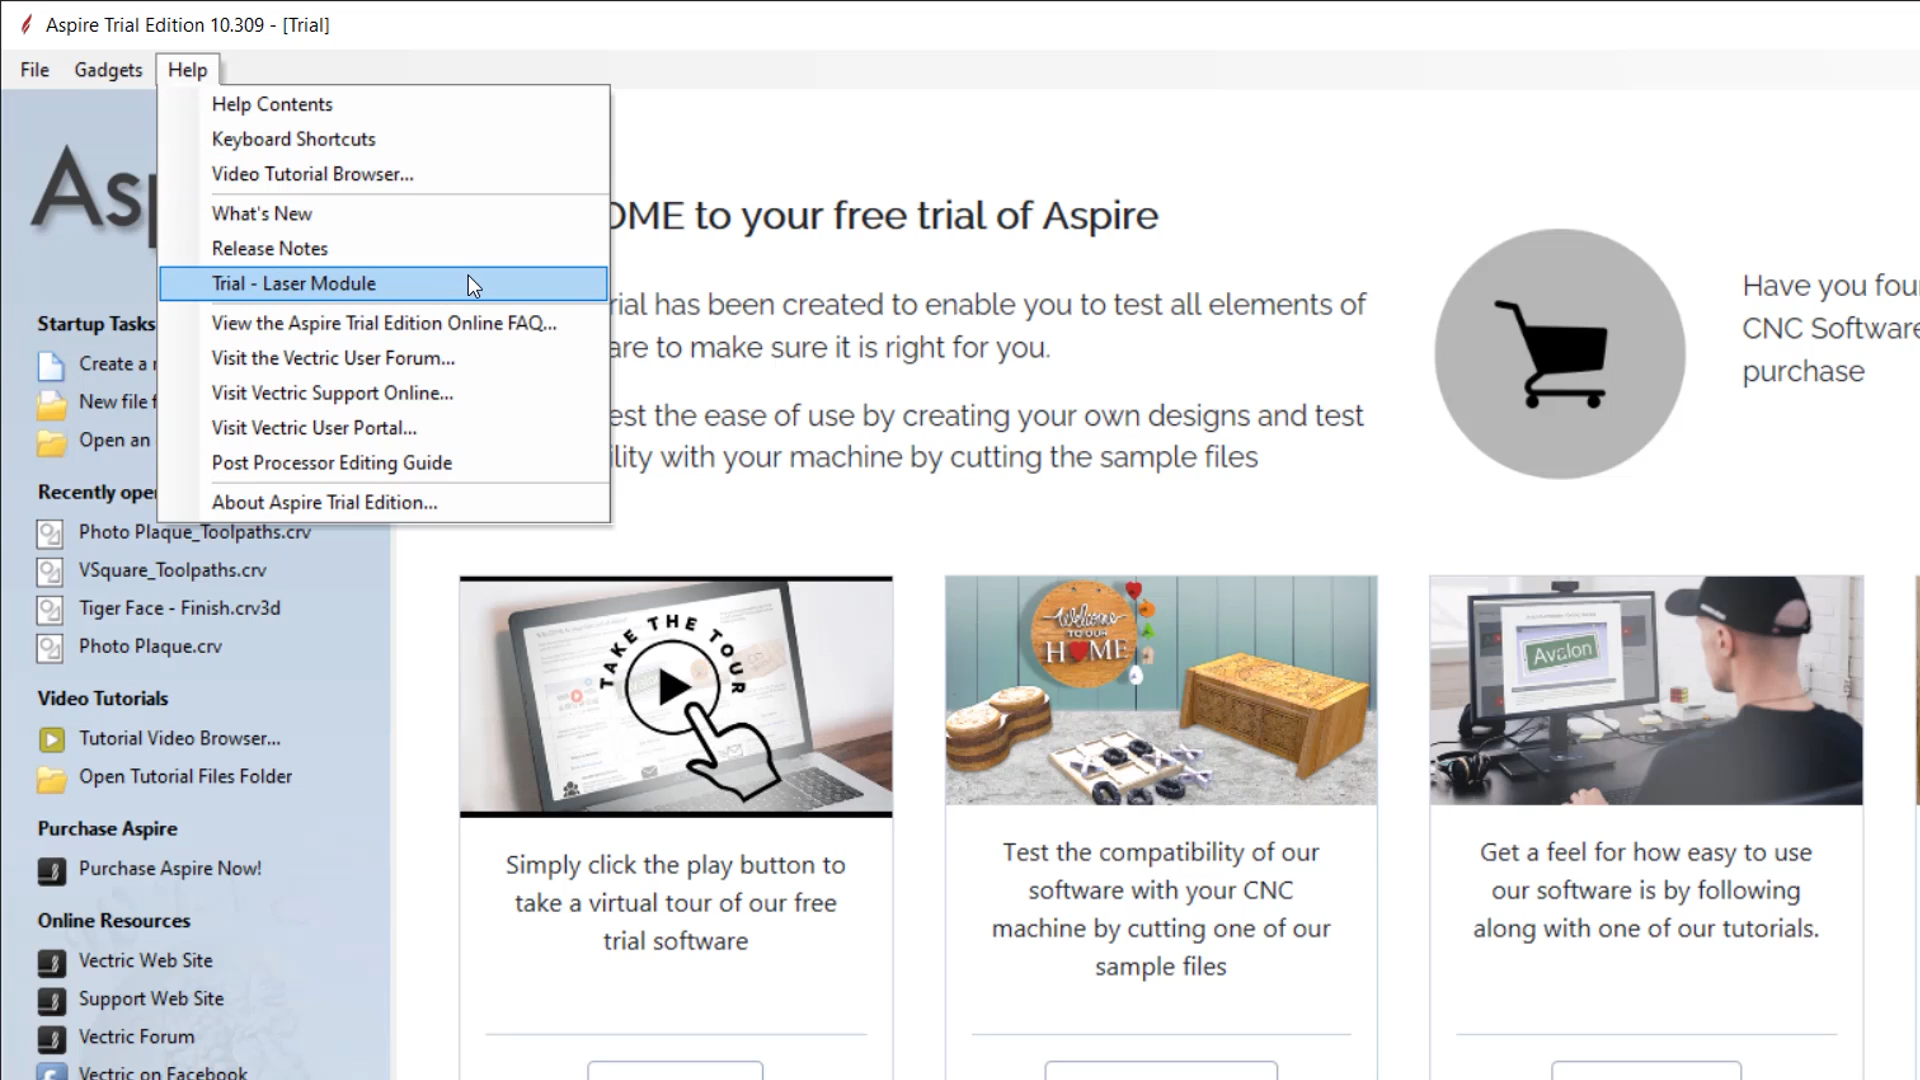 Aspire Trial Edition 10.309 - [Trial]
File Gadgets Help
Help Contents
Keyboard Shortcuts
Video Tutorial Browser...
What's New
Release Notes
Trial - Laser Module
View the Aspire Trial Edition Online FAQ...
Visit the Vectric User Forum...
Visit Vectric Support Online...
Visit Vectric User Portal...
Post Processor Editing Guide
About Aspire Trial Edition...
As
Startup Tasks
Create a
New file
Open an
Recently ope
Photo Plaque_Toolpaths.crv
VSquare_Toolpaths.crv
Tiger Face - Finish.crv3d
Photo Plaque.crv
Video Tutorials
Tutorial Video Browser...
Open Tutorial Files Folder
Purchase Aspire
Purchase Aspire Now!
Online Resources
Vectric Web Site
Support Web Site
Vectric Forum
Vectric on Facebook
OME to your free trial of Aspire
rial has been created to enable you to test all elements of
are to make sure it is right for you.
est the ease of use by creating your own designs and test
ility with your machine by cutting the sample files
Have you fou
CNC Software
purchase
TAKE THE TOUR
Simply click the play button to
take a virtual tour of our free
trial software
Welcome
TO OUR
HOME
Test the compatibility of our
software with your CNC
machine by cutting one of our
sample files
Avalon
Get a feel for how easy to use
our software is by following
along with one of our tutorials.